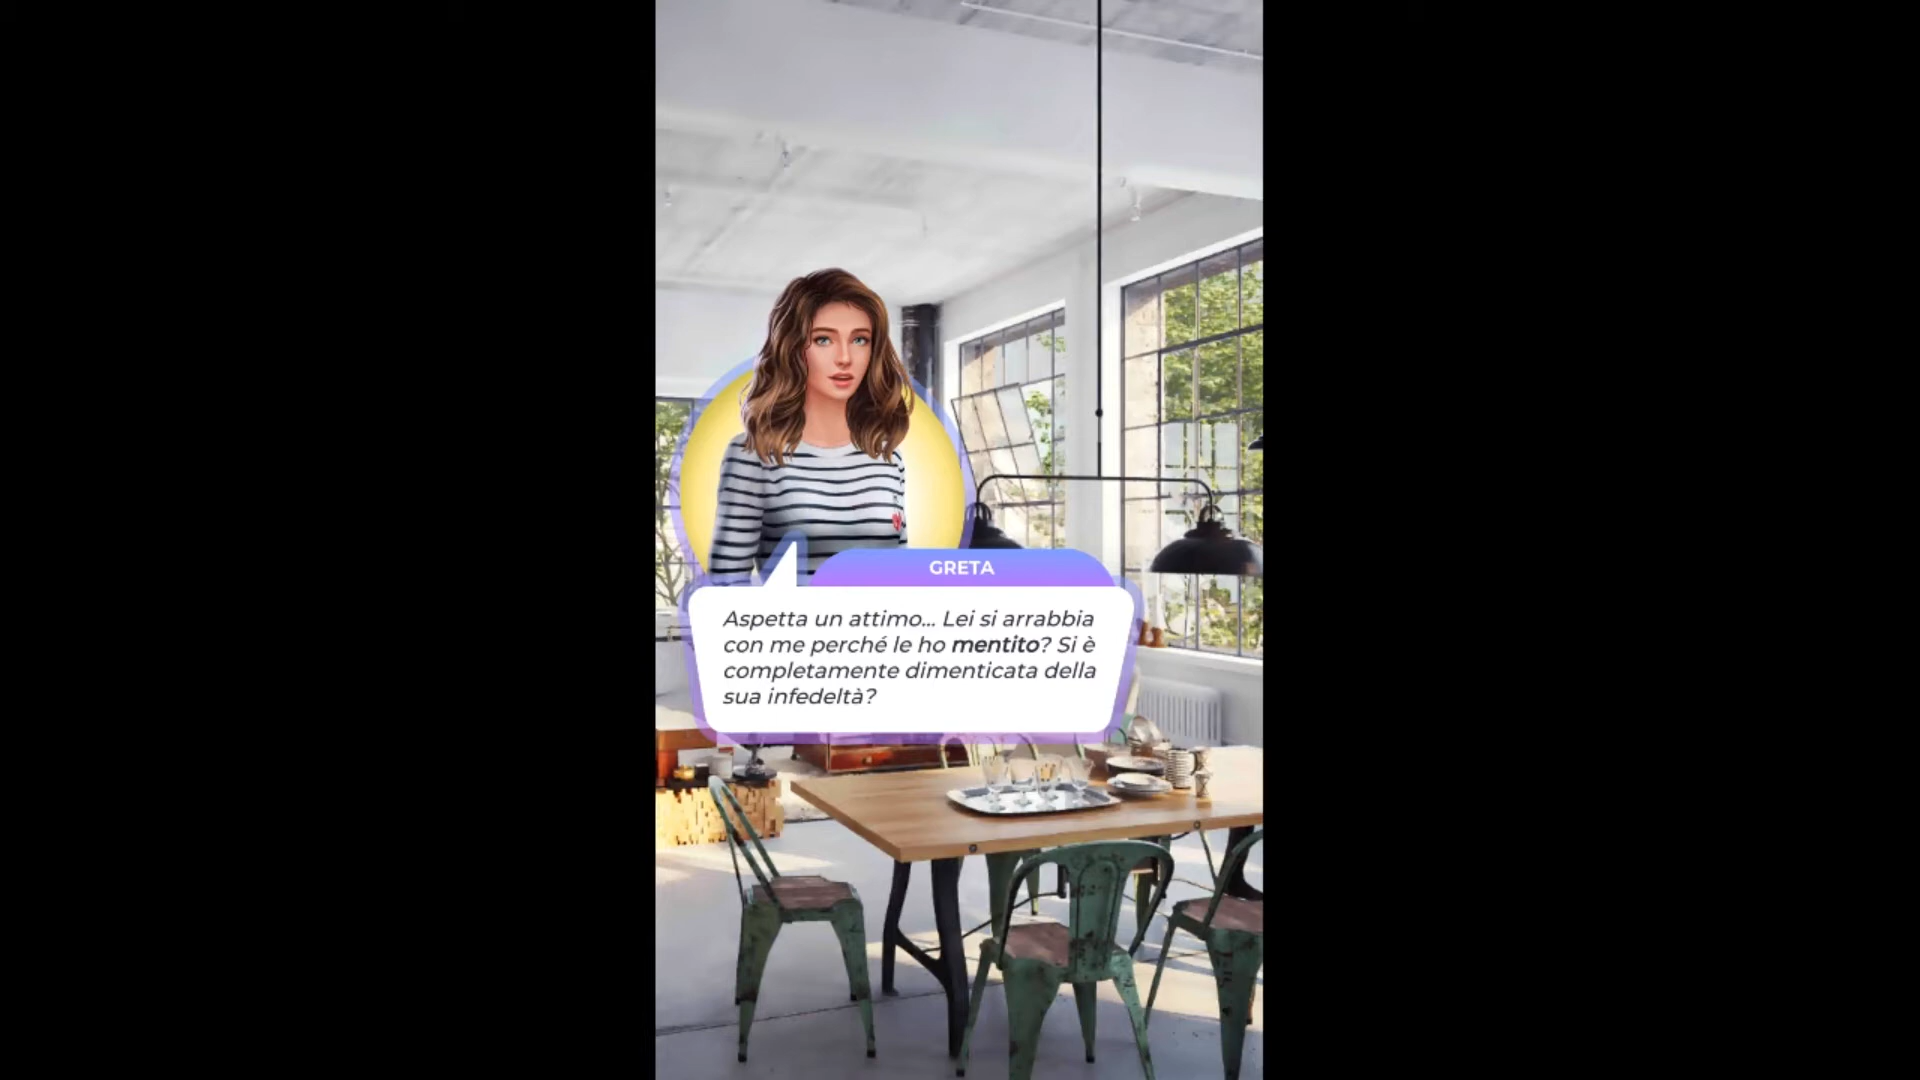 GRETA
Aspetta un attimo... Lei si arrabbia
con me perché le ho mentito? Si è
completamente dimenticata della
sua infedeltà?